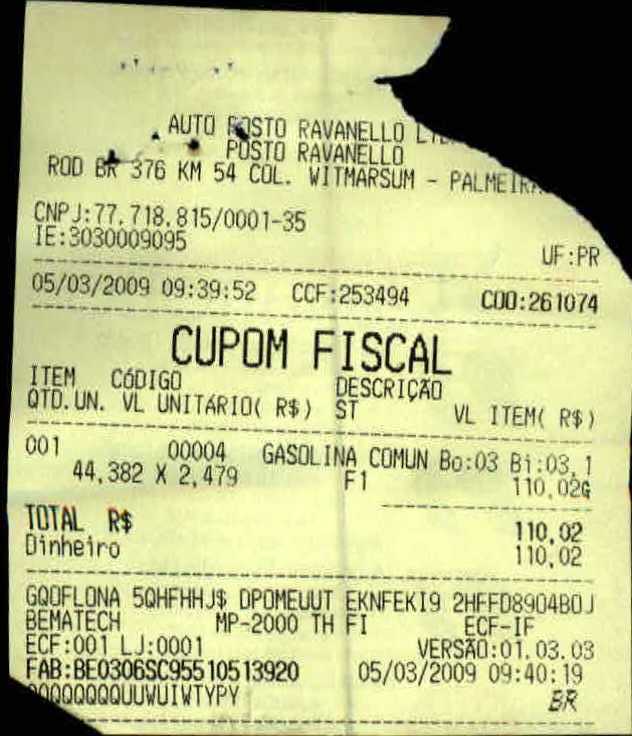 AUTO POSTO RAVANELLO
POSTO RAVANELLO
ROD BR 376 KM 54 COL. WITMARSUM - PALMEIRA
CNPJ:77.718.815/0001-35
IE:3030009095
UF:PR
05/03/2009 09:39:52 CCF:253494 COO:261074
CUPOM FISCAL
ITEM CÓDIGO DESCRIÇÃO
QTD.UN. VL UNITÁRIO( R$) ST VL ITEM( R$)
001 00004 GASOLINA COMUN Bo:03 Bi:03,1
44,382 X 2,479 F1 110,02G
TOTAL R$ 110,02
Dinheiro 110,02
GQOFLONA 5QHFHHJ$ DPOMEUUT EKNFEKI9 2HFFD8904BOJ
BEMATECH MP-2000 TH FI ECF-IF
ECF:001 LJ:0001 VERSÃO:01.03.03
FAB:BE0306SC95510513920 05/03/2009 09:40:19
QQQQQQQQUUWUIWTYPY BR